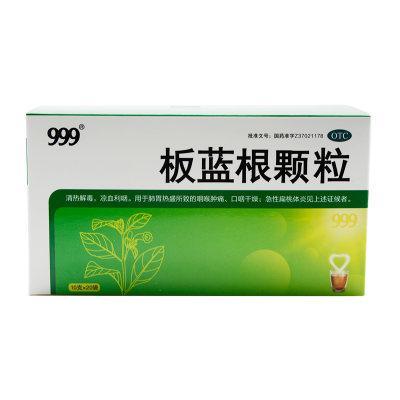 999®
批准文号：国药准字Z37021178 OTC
板蓝根颗粒
清热解毒，凉血利咽。用于肺胃热盛所致的咽喉肿痛、口咽干燥；急性扁桃体炎见上述证候者。
999
10克×20袋